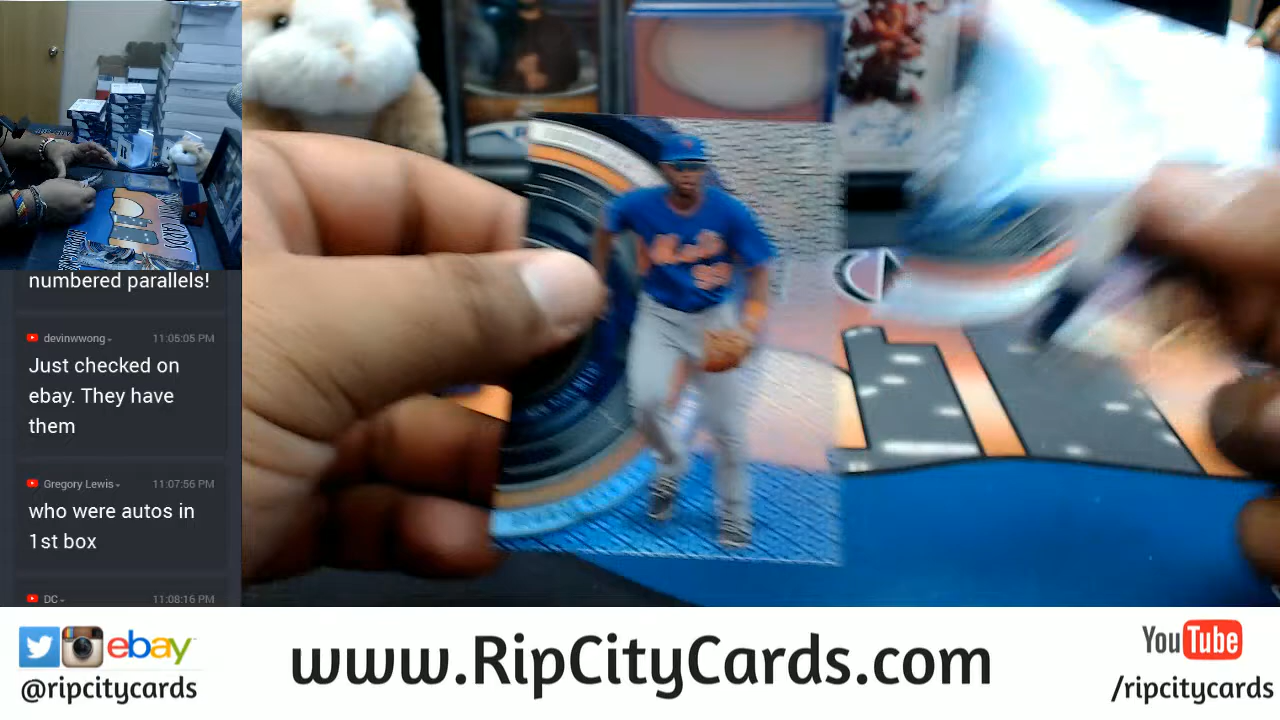 numbered parallels!
devinwwong
11:05:05 PM
Just checked on
ebay. They have
them
Gregory Lewis
11:07:56 PM
who were autos in
1st box
DC
11:08:16 PM
Mets
ebay
@ripcitycards
www.RipCityCards.com
YouTube
/ripcitycards